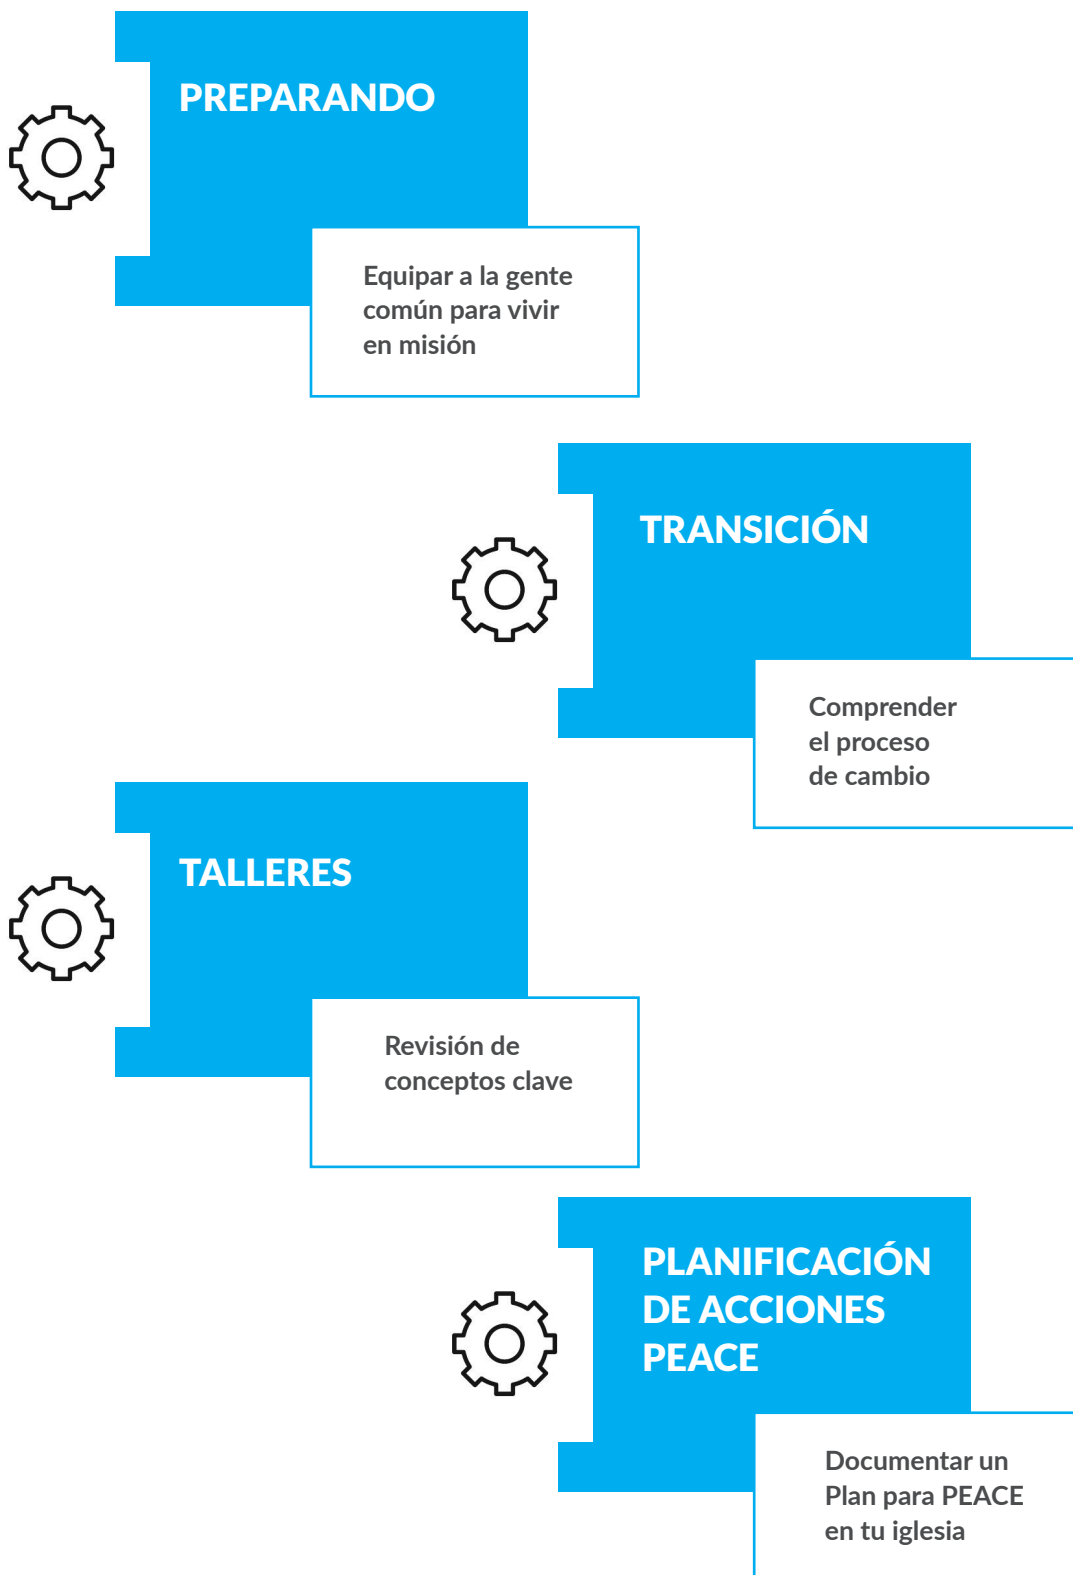 PREPARANDO
Equipar a la gente
común para vivir
en misión
TRANSICIÓN
Comprender
el proceso
de cambio
TALLERES
Revisión de
conceptos clave
PLANIFICACIÓN
DE ACCIONES
PEACE
Documentar un
Plan para PEACE
en tu iglesia